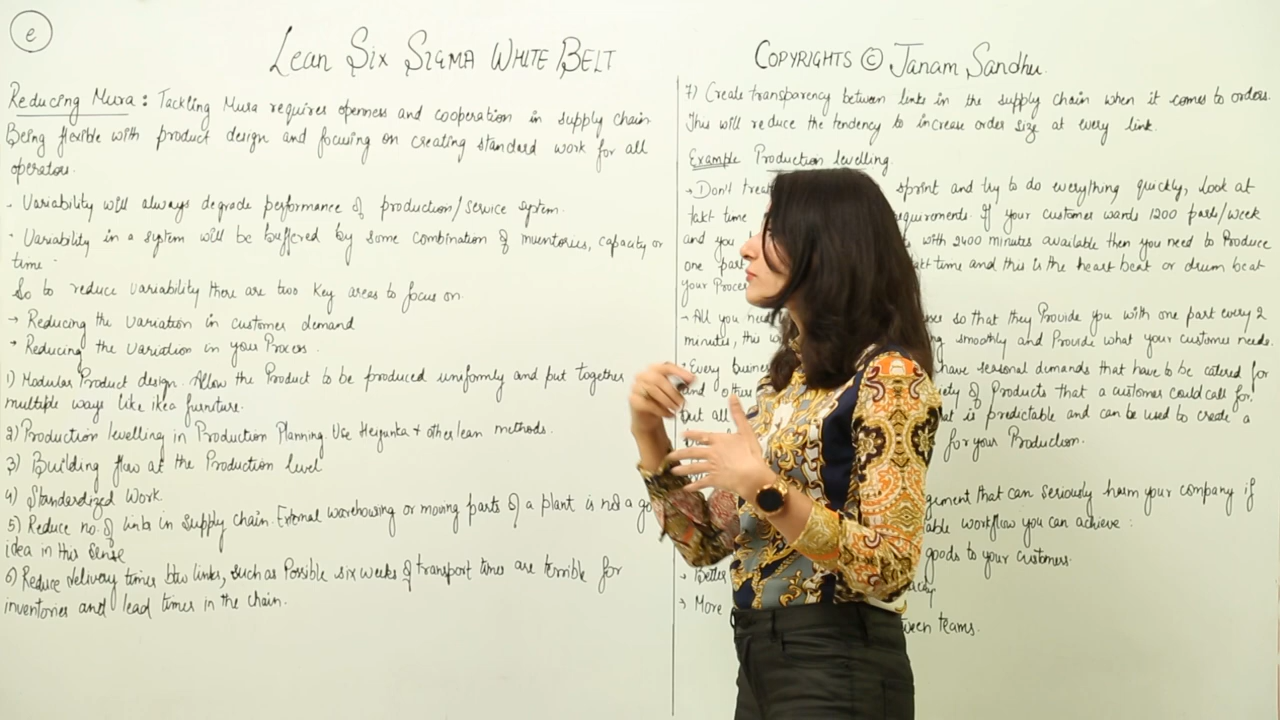 e
Lean Six Sigma White Belt
Copyrights © Janam Sandhu.
Reducing Mura: Tackling Mura requires openness and cooperation in supply chain
Being flexible with product design and focusing on creating standard work for all
operators.
- Variability will always degrade performance of production/service system.
- Variability in a system will be buffered by some combination of inventories, capacity or
time -
So to reduce variability there are two key areas to focus on.
→ Reducing the variation in customer demand
→ Reducing the variation in your Process.
1) Modular Product design. Allow the Product to be produced uniformly and put together
multiple ways like ikea furniture.
2) Production levelling in Production Planning. Use Heijunka & other lean methods.
3) Building flow at the Production level
4) Standardized Work.
5) Reduce no. of links in supply chain. External warehousing or moving parts of a plant is not a go
idea in this sense
6) Reduce delivery times btw links, such as Possible six weeks of transport times are terrible for
inventories and lead times in the chain.
7) Create transparency between links in the supply chain when it comes to orders.
This will reduce the tendency to increase order size at every link.
Example Production levelling.
→ Don't treat sprint and try to do everything quickly, look at
takt time requirements. If your customer wants 1200 parts/week
and you with 2400 minutes available then you need to Produce
one part takt time and this is the heart beat or drum beat
your Process
→ All you need so that they Provide you with one part every 2
minutes, this smoothly and Provide what your customer needs.
Every business have seasonal demands that have to be catered for
and other of Products that a customer could call for.
but all is predictable and can be used to create a
for your Production.
that can seriously harm your company if
workflow you can achieve :
goods to your customers.
→ Better
→ More
teams.